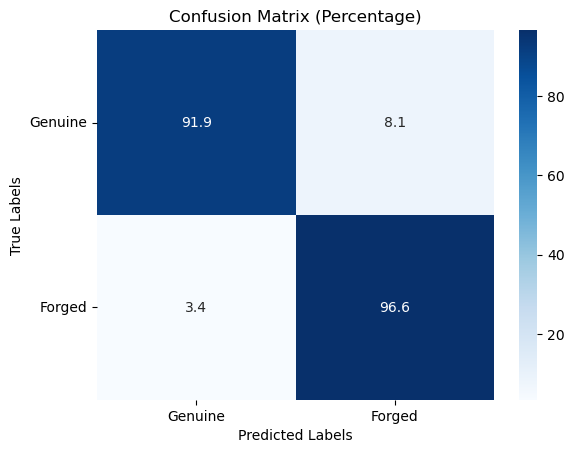 Confusion Matrix (Percentage)
True Labels
Genuine
91.9
8.1
Forged
3.4
96.6
Genuine
Forged
Predicted Labels
80
60
40
20